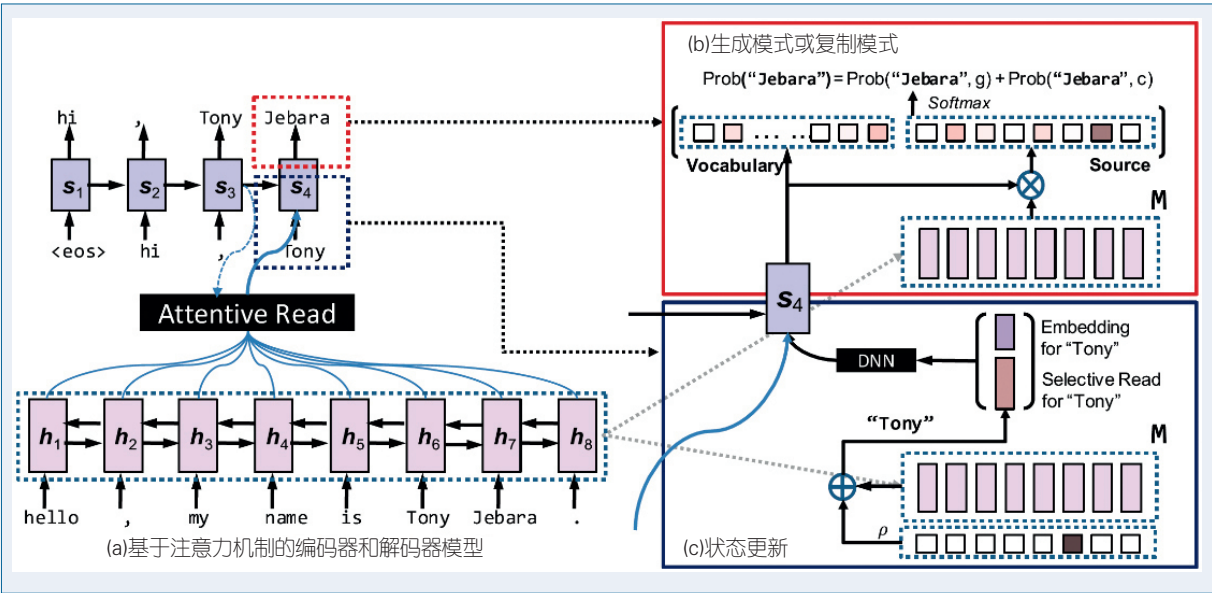 hi , Tony Jebara
s1 s2 s3 s4
<eos> hi , Tony
Attentive Read
h1 h2 h3 h4 h5 h6 h7 h8
hello , my name is Tony Jebara .
(a)基于注意力机制的编码器和解码器模型
(b)生成模式或复制模式
Prob(“Jebara”) = Prob(“Jebara”, g) + Prob(“Jebara”, c)
Softmax
... ...
Vocabulary Source
M
s4
DNN
Embedding
for “Tony”
Selective Read
for “Tony”
“Tony”
M
ρ
(c)状态更新